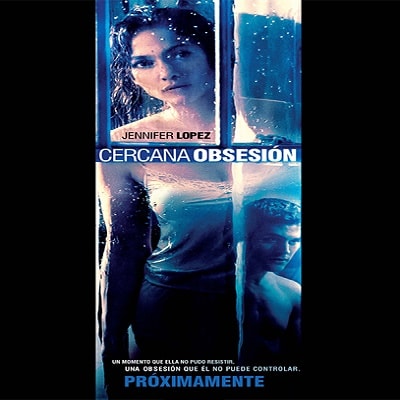 JENNIFER LOPEZ
CERCANA OBSESIÓN
UN MOMENTO QUE ELLA NO PUDO RESISTIR.
UNA OBSESIÓN QUE ÉL NO PUEDE CONTROLAR.
PRÓXIMAMENTE